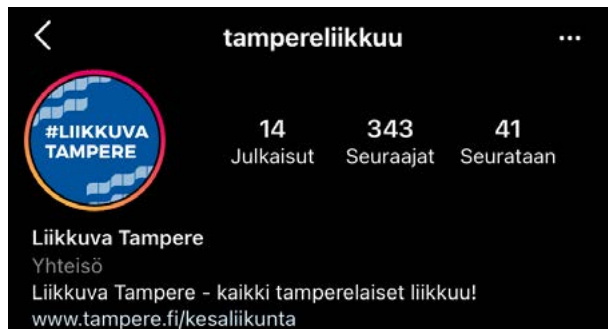 tampereliikkuu
#LIIKKUVA
TAMPERE
14 343 41
Julkaisut Seuraajat Seurataan
Liikkuva Tampere
Yhteisö
Liikkuva Tampere - kaikki tamperelaiset liikkuu!
www.tampere.fi/kesaliikunta